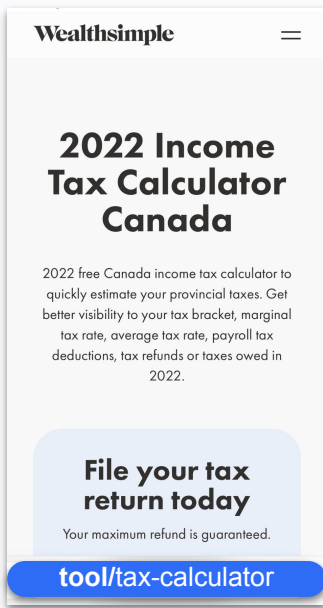 Wealthsimple
2022 Income
Tax Calculator
Canada
2022 free Canada income tax calculator to
quickly estimate your provincial taxes. Get
better visibility to your tax bracket, marginal
tax rate, average tax rate, payroll tax
deductions, tax refunds or taxes owed in
2022.
File your tax
return today
Your maximum refund is guaranteed.
tool/tax-calculator